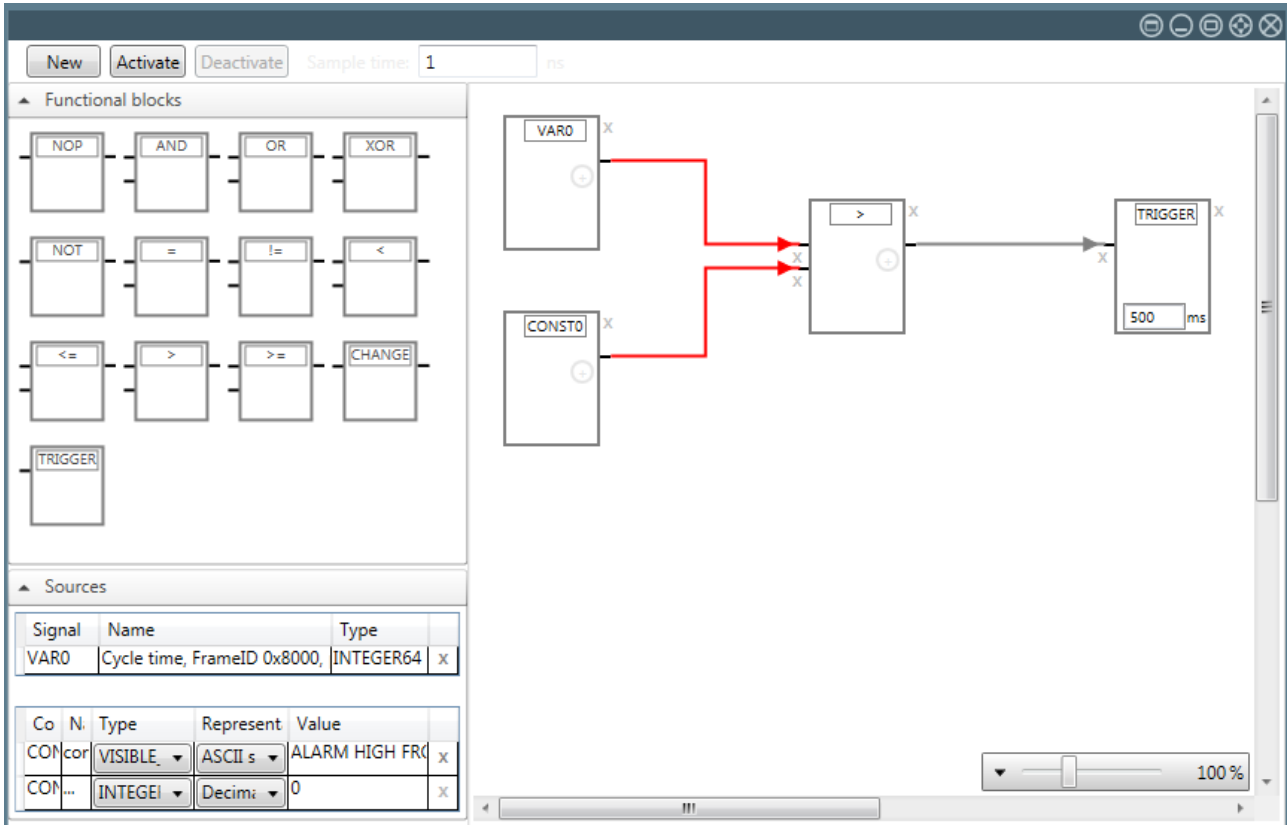 New Activate Deactivate Sample time: 1 ns
Functional blocks
NOP AND OR XOR
NOT = != <
<= > >= CHANGE
TRIGGER
Sources
Signal Name Type
VAR0 Cycle time, FrameID 0x8000, INTEGER64 x
Co N. Type Represent Value
CON cor VISIBLE_ ASCII s ALARM HIGH FRO x
CON ... INTEGE Decima 0 x
VAR0 x
CONST0 x
> x
x
x
TRIGGER x
x
500 ms
100 %